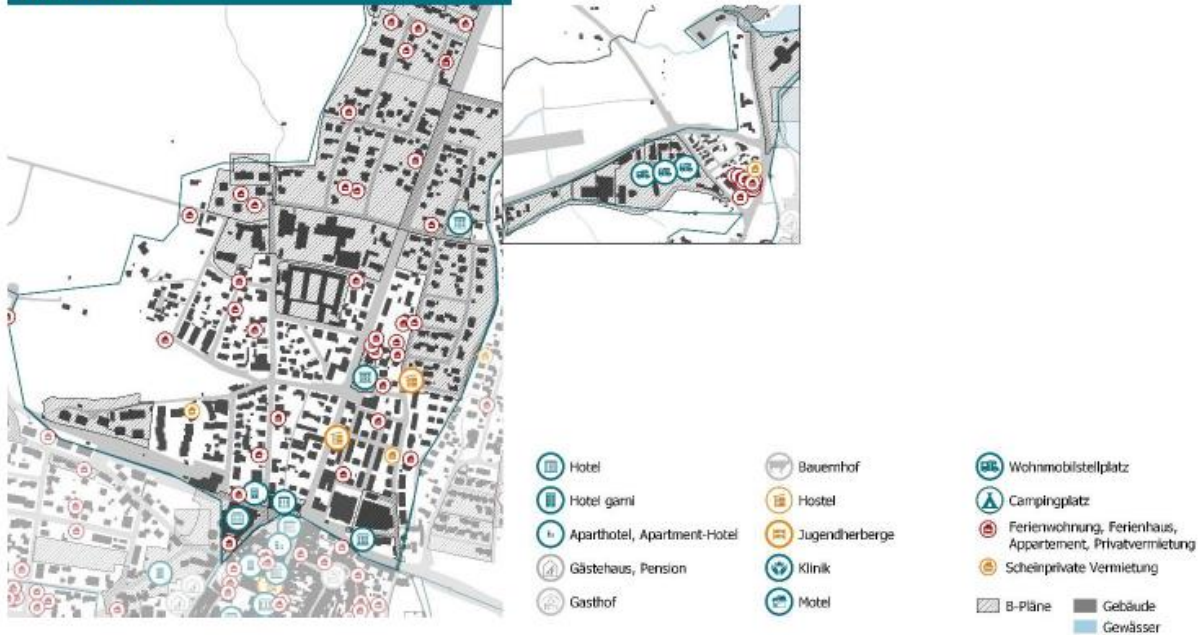 Hotel
Hotel garni
Aparthotel, Apartment-Hotel
Gästehaus, Pension
Gasthof
Bauernhof
Hostel
Jugendherberge
Klinik
Motel
Wohnmobilstellplatz
Campingplatz
Ferienwohnung, Ferienhaus,
Appartement, Privatvermietung
Scheinprivate Vermietung
B-Pläne
Gebäude
Gewässer